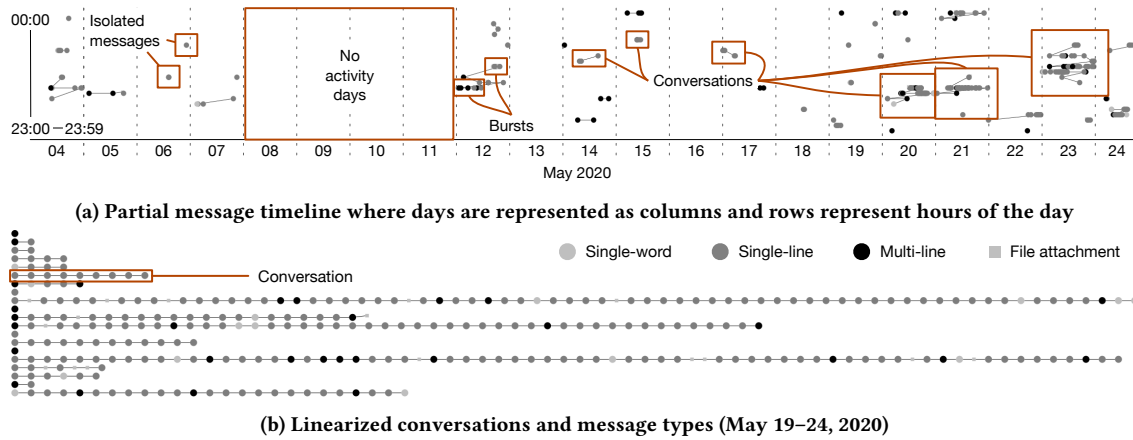 00:00
Isolated
messages
No
activity
days
Conversations
Bursts
23:00–23:59
04 05 06 07 08 09 10 11 12 13 14 15 16 17 18 19 20 21 22 23 24
May 2020
(a) Partial message timeline where days are represented as columns and rows represent hours of the day
Single-word Single-line Multi-line File attachment
Conversation
(b) Linearized conversations and message types (May 19–24, 2020)